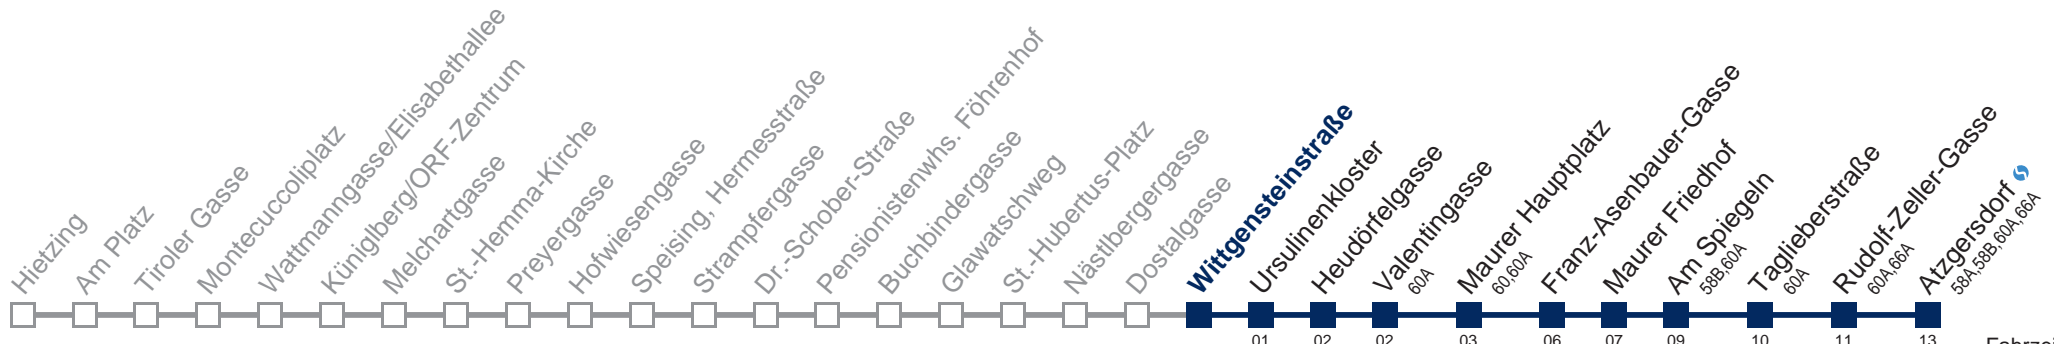 Hietzing
Am Platz
Tiroler Gasse
Montecuccoliplatz
Wattmanngasse/Elisabethallee
Küniglberg/ORF-Zentrum
Melchartgasse
St.-Hemma-Kirche
Preyergasse
Hofwiesengasse
Speising, Hermesstraße
Strampfergasse
Dr.-Schober-Straße
Pensionistenwhs. Föhrenhof
Buchbindergasse
Glawatschweg
St.-Hubertus-Platz
Nästlbergergasse
Dostalgasse
Wittgensteinstraße
Ursulinenkloster
Heudörfelgasse
Valentingasse
60A
Maurer Hauptplatz
60,60A
Franz-Asenbauer-Gasse
Maurer Friedhof
Am Spiegeln
58B,60A
Taglieberstraße
60A
Rudolf-Zeller-Gasse
60A,66A
Atzgersdorf
58A,58B,60A,66A
01 02 02 03 06 07 09 10 11 13